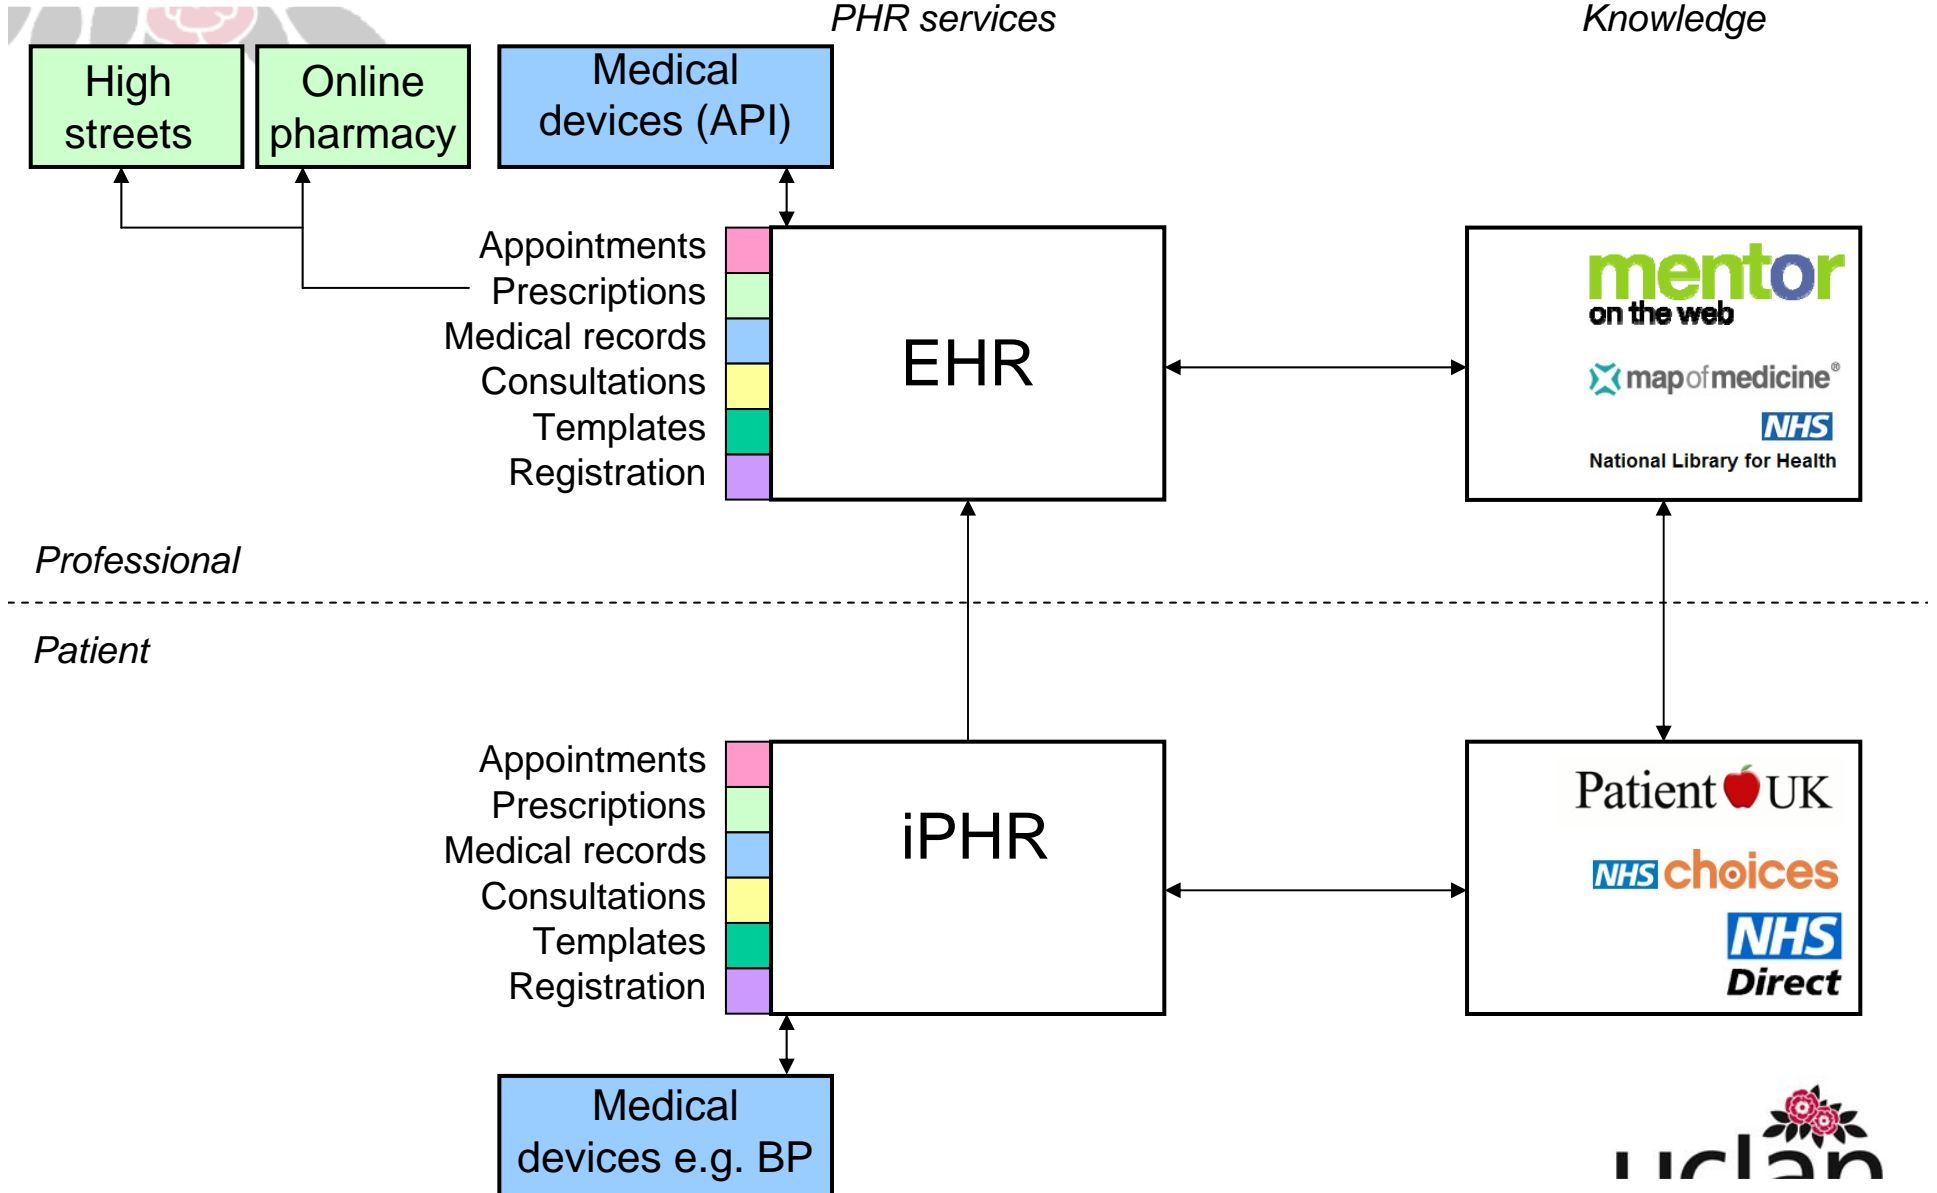 PHR services
Knowledge
High
streets
Online
pharmacy
Medical
devices (API)
Appointments
Prescriptions
Medical records
Consultations
Templates
Registration
EHR
mentor
on the web
mapofmedicine®
NHS
National Library for Health
Professional
Patient
Appointments
Prescriptions
Medical records
Consultations
Templates
Registration
iPHR
Patient UK
NHS choices
NHS
Direct
Medical
devices e.g. BP
uclan